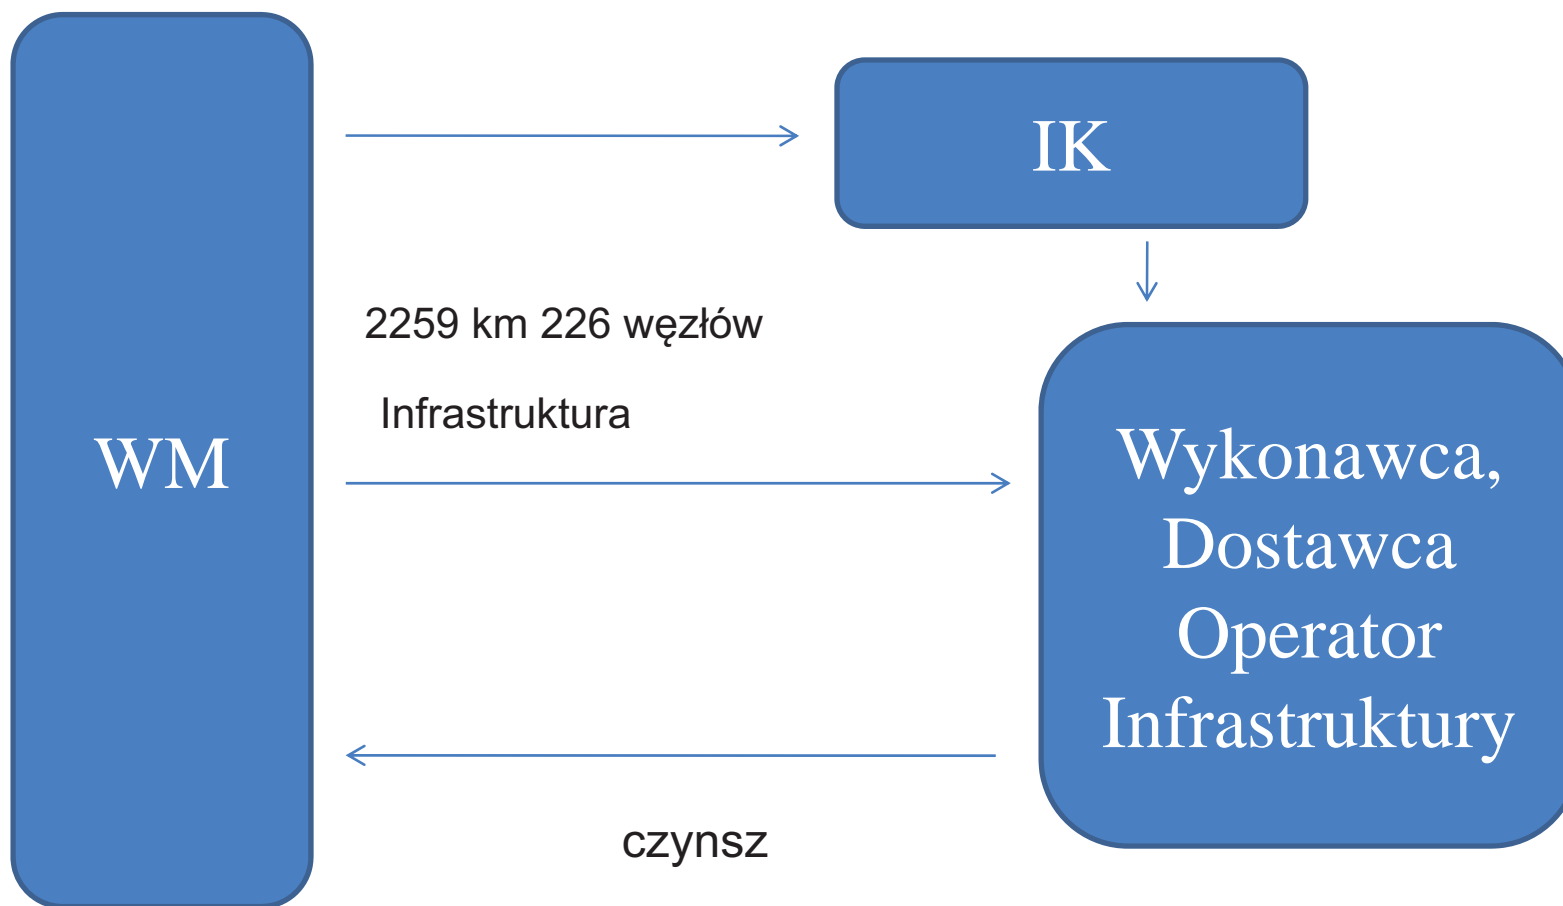 IK
2259 km 226 węzłów
Infrastruktura
WM
Wykonawca,
Dostawca
Operator
Infrastruktury
czynsz